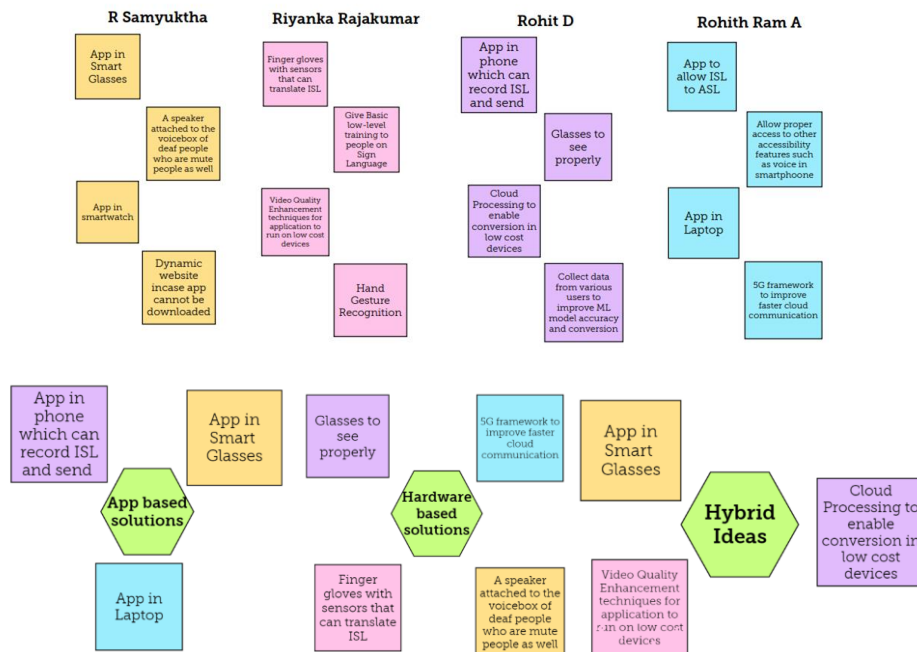 R Samyuktha
Riyanka Rajakumar
Rohit D
Rohith Ram A
App in
Smart
Glasses
A speaker
attached to the
voicebox of
deaf people
who are mute
people as well
App in
smartwatch
Dynamic
website
incase app
cannot be
downloaded
Finger gloves
with sensors
that can
translate ISL
Give Basic
low-level
training to
people on
Sign
Language
Video Quality
Enhancement
techniques for
application to
run on low cost
devices
Hand
Gesture
Recognition
App in
phone
which can
record ISL
and send
Glasses to
see
properly
Cloud
Processing to
enable
conversion in
low cost
devices
Collect data
from various
users to
improve ML
model accuracy
and conversion
App to
allow ISL
to ASL
Allow proper
access to other
accessibility
features such
as voice in
smartphoone
App in
Laptop
5G framework
to improve
faster cloud
communication
App in
phone
which can
record ISL
and send
App in
Smart
Glasses
App based
solutions
App in
Laptop
Glasses to
see
properly
5G framework to
improve faster
cloud
communication
Hardware
based
solutions
Finger
gloves with
sensors that
can translate
ISL
A speaker
attached to the
voicebox of
deaf people
who are mute
people as well
App in
Smart
Glasses
Hybrid
Ideas
Cloud
Processing to
enable
conversion in
low cost
devices
Video Quality
Enhancement
techniques for
application to
run on low cost
devices